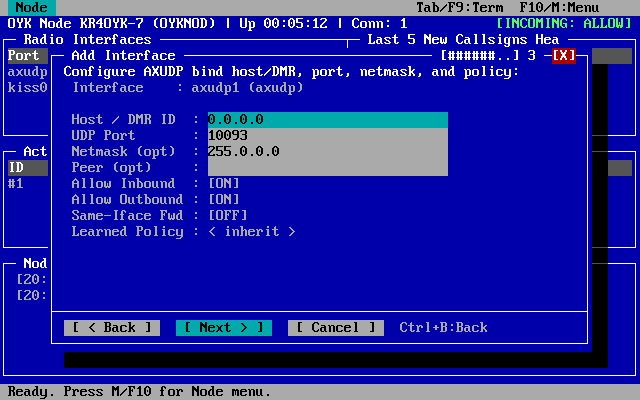 Node Tab/F9:Term F10/M:Menu
OYK Node KR4OYK-7 (OYKNOD) | Up 00:05:12 | Conn: 1 [INCOMING: ALLOW]
Radio Interfaces Last 5 New Callsigns Hea
Port Add Interface [######..] 3 [X]
axudp Configure AXUDP bind host/DMR, port, netmask, and policy:
kiss0 Interface : axudp1 (axudp)
Host / DMR ID : 0.0.0.0
UDP Port : 10093
Act Netmask (opt) : 255.0.0.0
ID Peer (opt) :
#1 Allow Inbound : [ON]
Allow Outbound : [ON]
Same-Iface Fwd : [OFF]
Learned Policy : < inherit >
Nod
[20:
[20:
[ < Back ] [ Next > ] [ Cancel ] Ctrl+B:Back
Ready. Press M/F10 for Node menu.